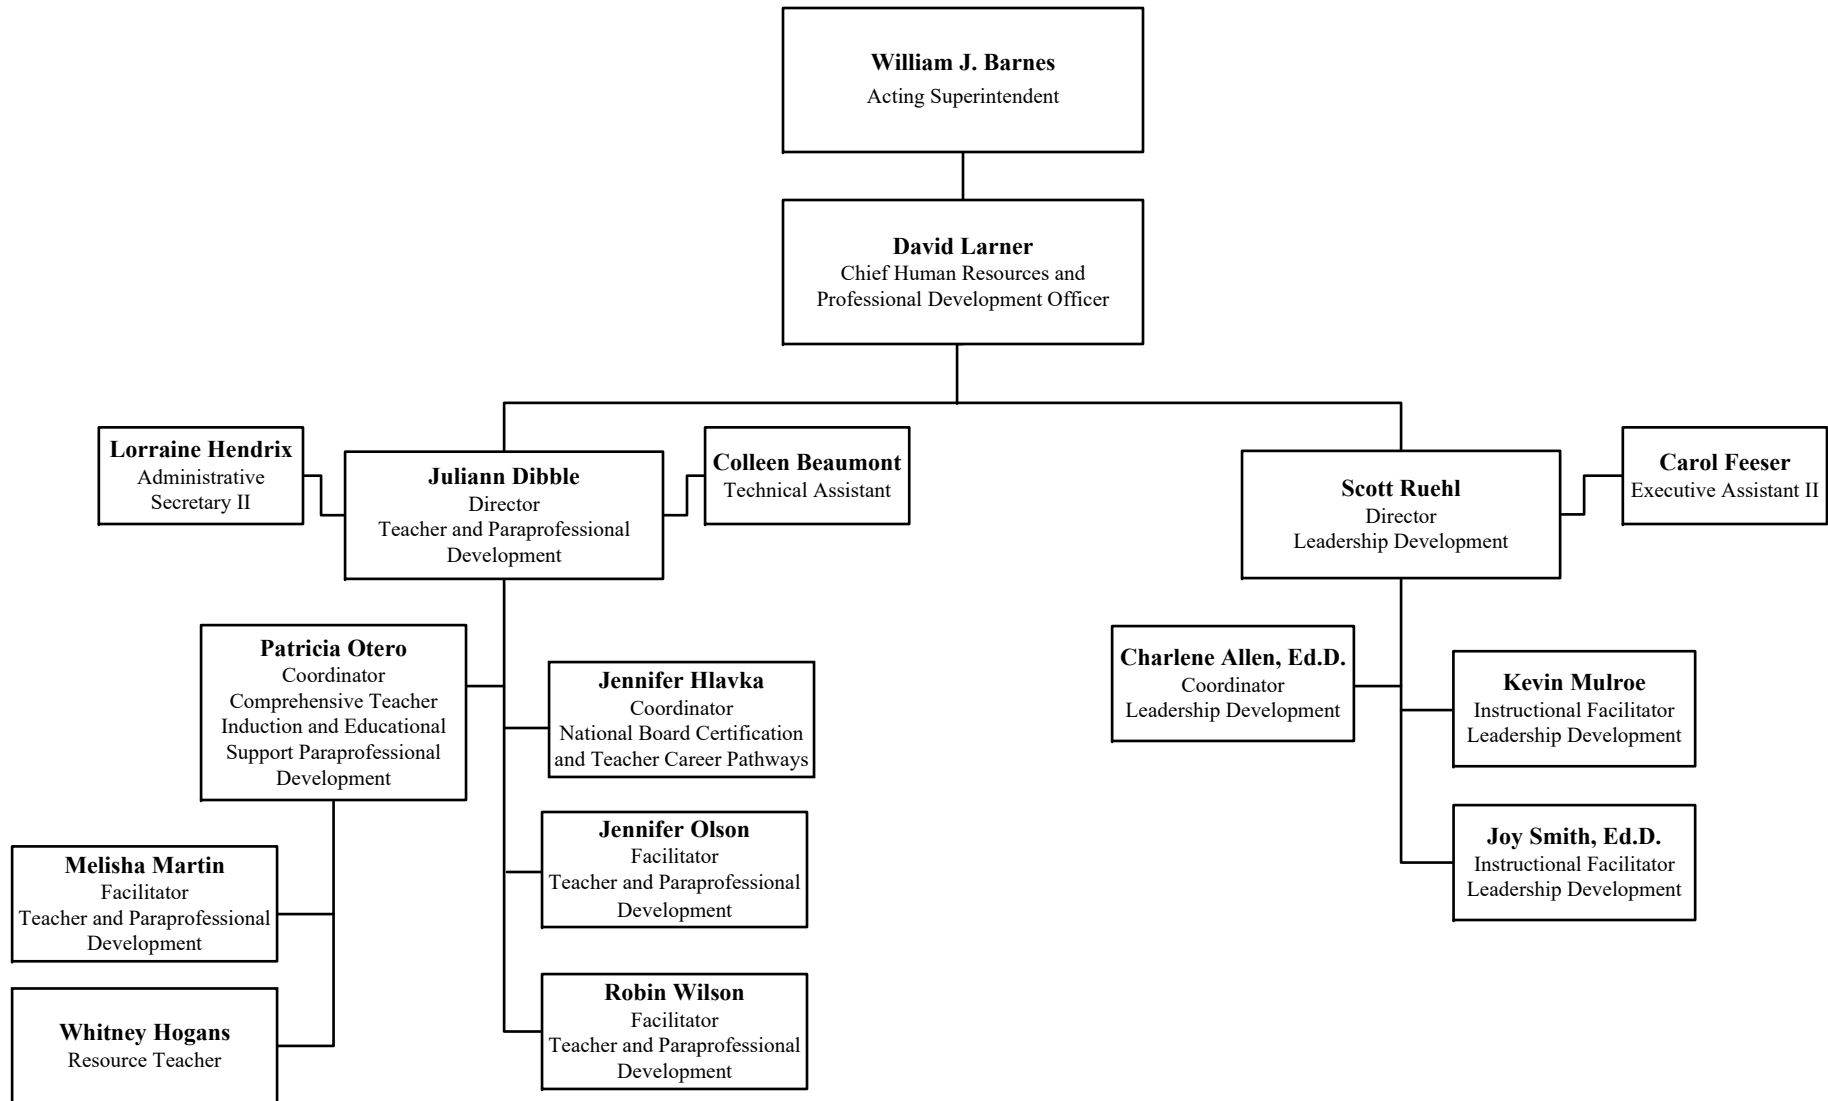 William J. Barnes
Acting Superintendent
David Larner
Chief Human Resources and
Professional Development Officer
Lorraine Hendrix
Administrative
Secretary II
Juliann Dibble
Director
Teacher and Paraprofessional
Development
Colleen Beaumont
Technical Assistant
Scott Ruehl
Director
Leadership Development
Carol Feeser
Executive Assistant II
Patricia Otero
Coordinator
Comprehensive Teacher
Induction and Educational
Support Paraprofessional
Development
Jennifer Hlavka
Coordinator
National Board Certification
and Teacher Career Pathways
Charlene Allen, Ed.D.
Coordinator
Leadership Development
Kevin Mulroe
Instructional Facilitator
Leadership Development
Melisha Martin
Facilitator
Teacher and Paraprofessional
Development
Jennifer Olson
Facilitator
Teacher and Paraprofessional
Development
Joy Smith, Ed.D.
Instructional Facilitator
Leadership Development
Whitney Hogans
Resource Teacher
Robin Wilson
Facilitator
Teacher and Paraprofessional
Development